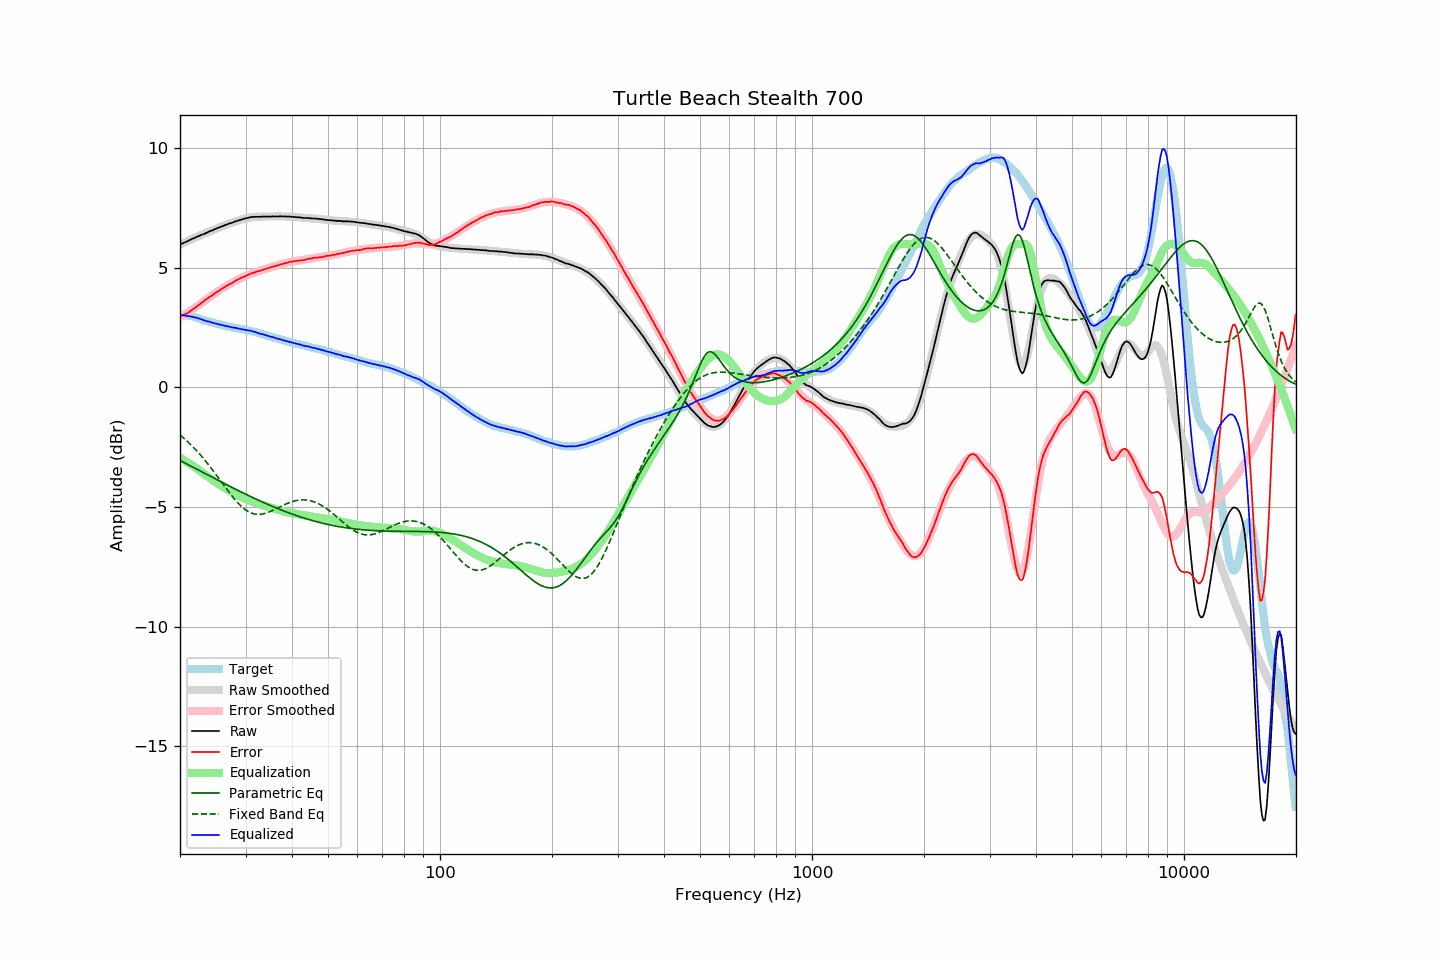 Turtle Beach Stealth 700
Amplitude (dBr)
10
5
0
−5
−10
−15
Target
Raw Smoothed
Error Smoothed
Raw
Error
Equalization
Parametric Eq
Fixed Band Eq
Equalized
100 1000 10000
Frequency (Hz)